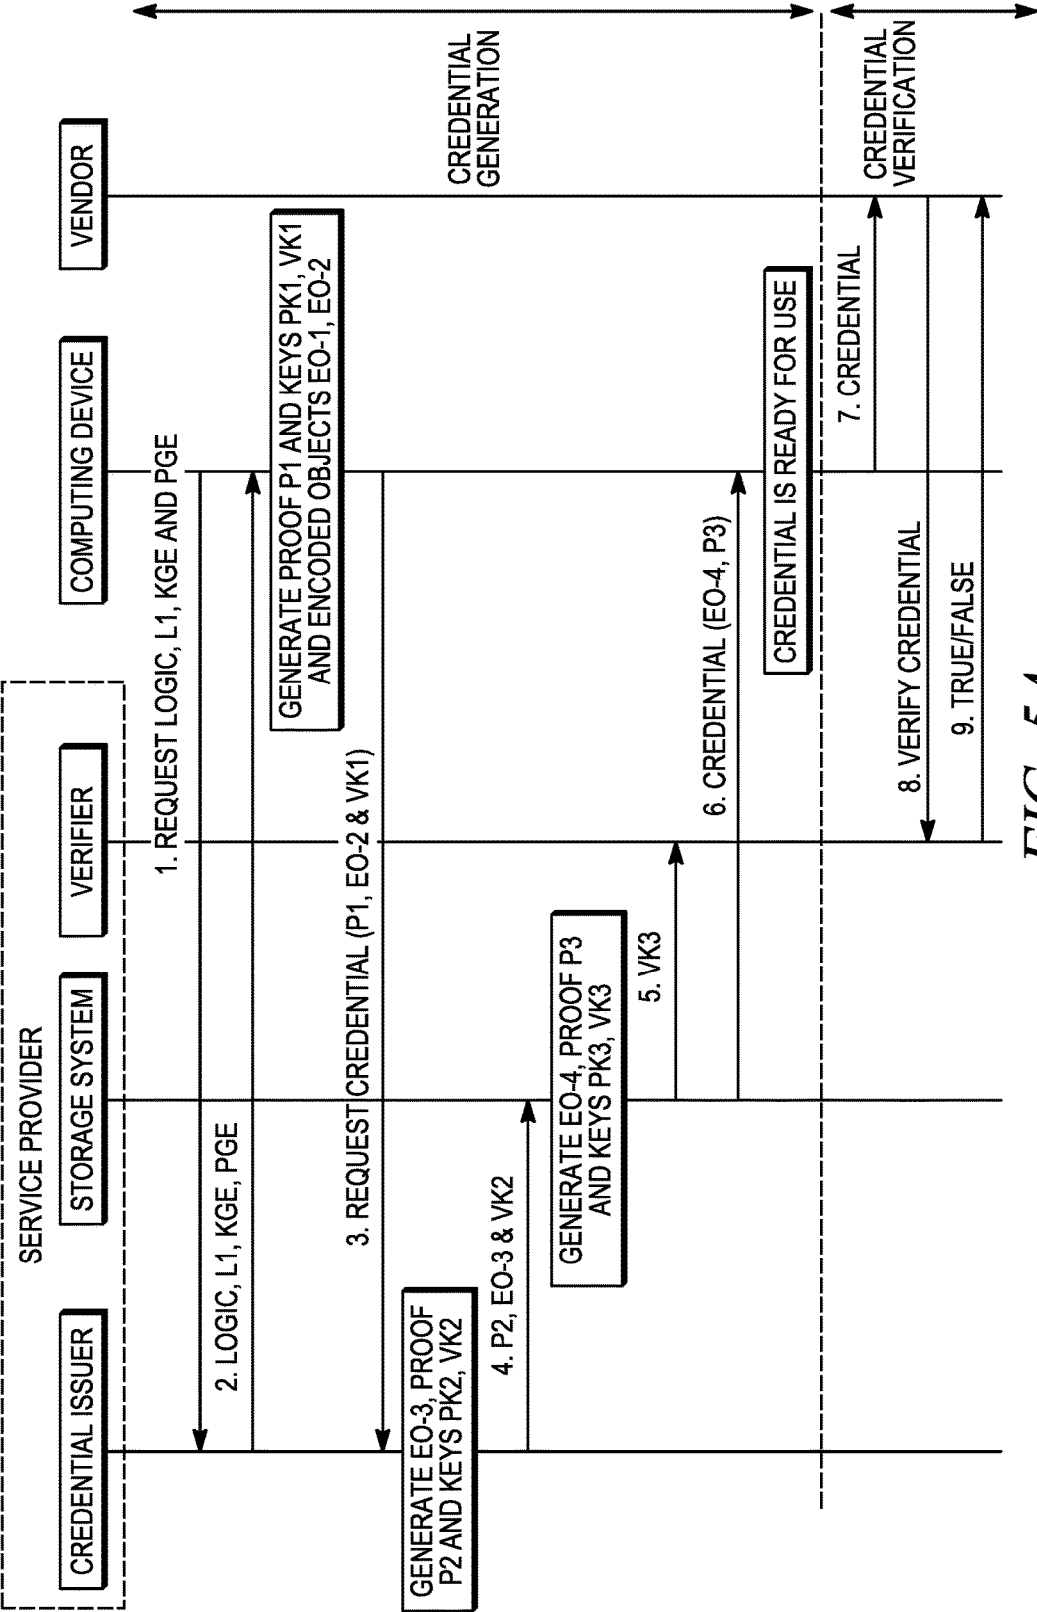 SERVICE PROVIDER
CREDENTIAL ISSUER
STORAGE SYSTEM
VERIFIER
COMPUTING DEVICE
VENDOR
1. REQUEST LOGIC, L1, KGE AND PGE
2. LOGIC, L1, KGE, PGE
GENERATE PROOF P1 AND KEYS PK1, VK1
AND ENCODED OBJECTS EO-1, EO-2
3. REQUEST CREDENTIAL (P1, EO-2 & VK1)
GENERATE EO-3, PROOF
P2 AND KEYS PK2, VK2
4. P2, EO-3 & VK2
GENERATE EO-4, PROOF P3
AND KEYS PK3, VK3
5. VK3
6. CREDENTIAL (EO-4, P3)
CREDENTIAL IS READY FOR USE
CREDENTIAL
GENERATION
7. CREDENTIAL
8. VERIFY CREDENTIAL
9. TRUE/FALSE
CREDENTIAL
VERIFICATION
FIG. 5A